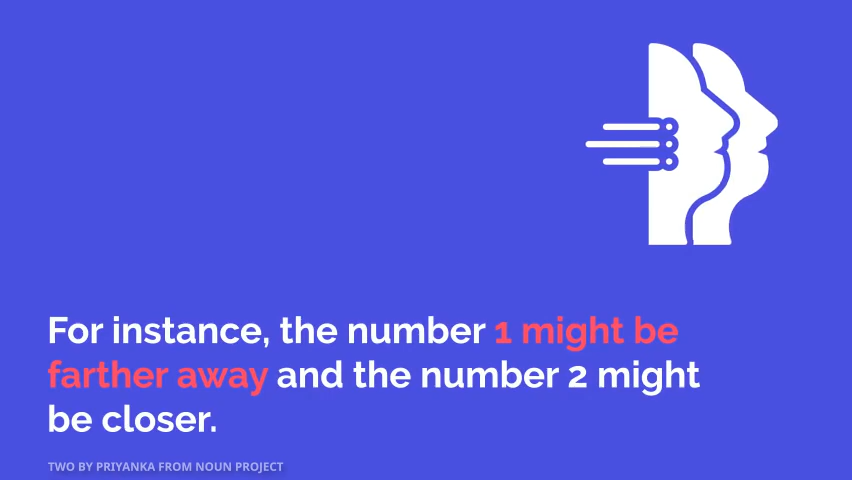 For instance, the number 1 might be
farther away and the number 2 might
be closer.
TWO BY PRIYANKA FROM NOUN PROJECT